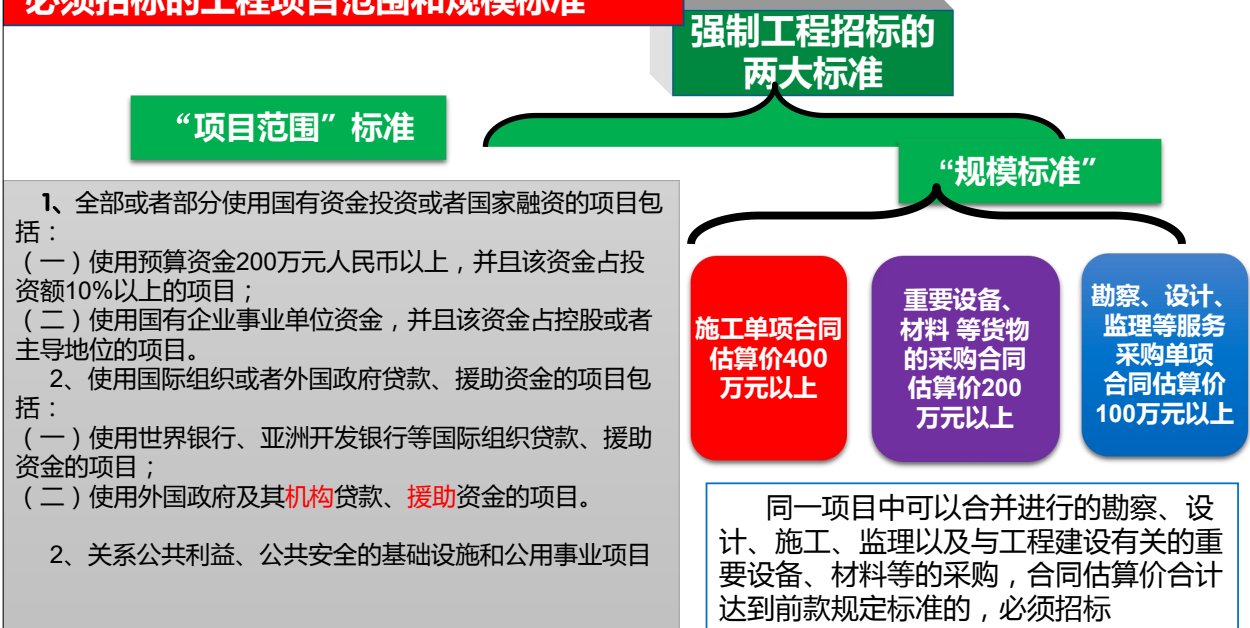 必须招标的工程项目范围和规模标准
强制工程招标的
两大标准
“项目范围”标准
1、全部或者部分使用国有资金投资或者国家融资的项目包
括：
（一）使用预算资金200万元人民币以上，并且该资金占投
资额10%以上的项目；
（二）使用国有企业事业单位资金，并且该资金占控股或者
主导地位的项目。
2、使用国际组织或者外国政府贷款、援助资金的项目包
括：
（一）使用世界银行、亚洲开发银行等国际组织贷款、援助
资金的项目；
（二）使用外国政府及其机构贷款、援助资金的项目。
2、关系公共利益、公共安全的基础设施和公用事业项目
“规模标准”
施工单项合同
估算价400
万元以上
重要设备、
材料 等货物
的采购合同
估算价200
万元以上
勘察、设计、
监理等服务
采购单项
合同估算价
100万元以上
同一项目中可以合并进行的勘察、设
计、施工、监理以及与工程建设有关的重
要设备、材料等的采购，合同估算价合计
达到前款规定标准的，必须招标